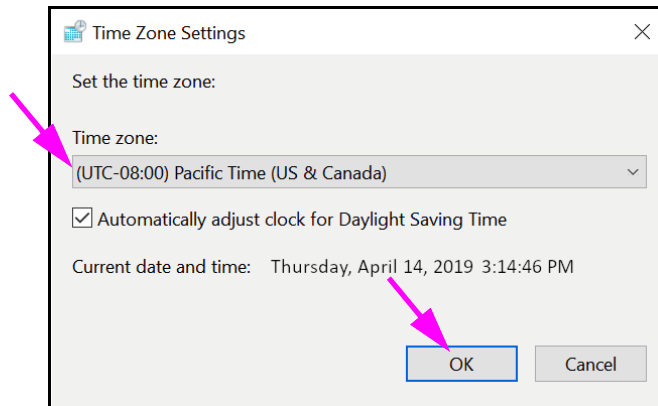 Time Zone Settings
Set the time zone:
Time zone:
(UTC-08:00) Pacific Time (US & Canada)
Automatically adjust clock for Daylight Saving Time
Current date and time: Thursday, April 14, 2019 3:14:46 PM
OK Cancel